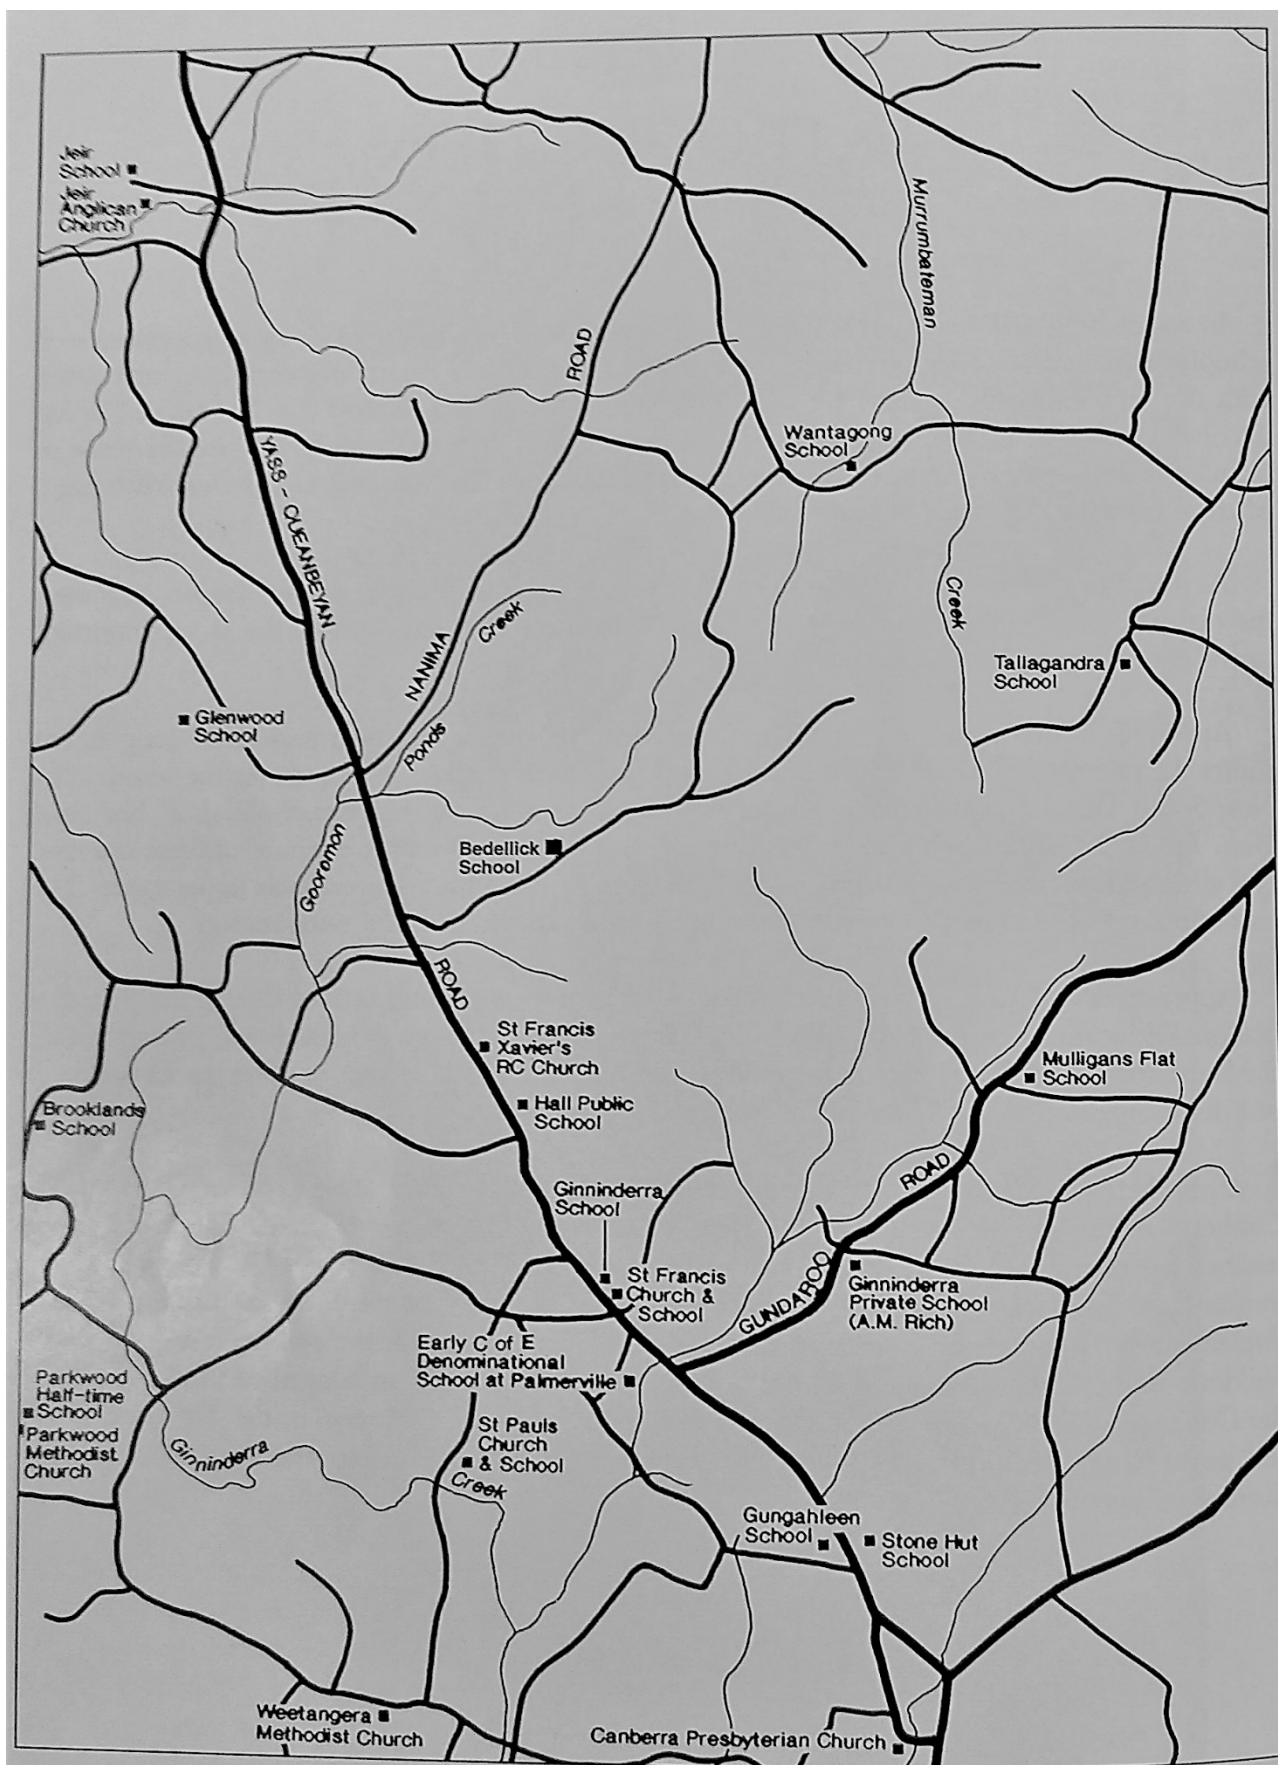 Jeir
School
Jeir
Anglican
Church
Murrumbateman
ROAD
Wantagong
School
YASS - QUEANBEYAN
Creek
Creek
NANIMA
Tallagandra
School
Glenwood
School
Ponds
Gooromon
Bedellick
School
ROAD
St Francis
Xavier's
RC Church
Mulligans Flat
School
Hall Public
School
Brooklands
School
ROAD
Ginninderra
School
St Francis
Church &
School
GUNDAROO
Ginninderra
Private School
(A.M. Rich)
Early C of E
Denominational
School at Palmerville
Parkwood
Half-time
School
Parkwood
Methodist
Church
St Pauls
Church
& School
Ginninderra
Creek
Gungahleen
School
Stone Hut
School
Weetangera
Methodist Church
Canberra Presbyterian Church